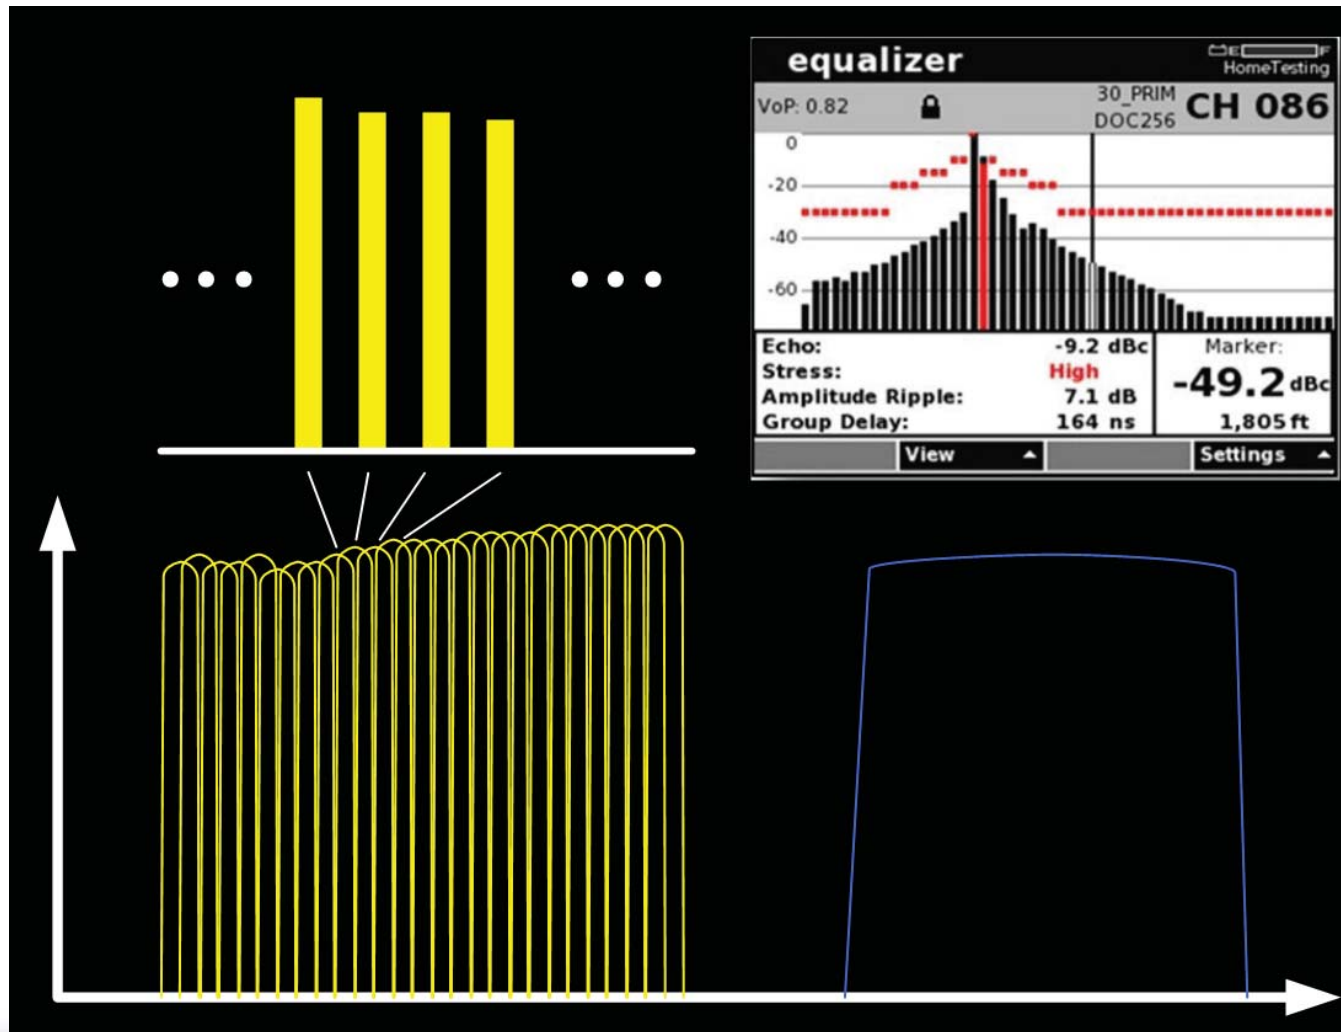 equalizer
E F
HomeTesting
VoP: 0.82
30_PRIM
DOC256
CH 086
0
-20
-40
-60
Echo: -9.2 dBc
Stress: High
Amplitude Ripple: 7.1 dB
Group Delay: 164 ns
Marker:
-49.2 dBc
1,805 ft
View
Settings